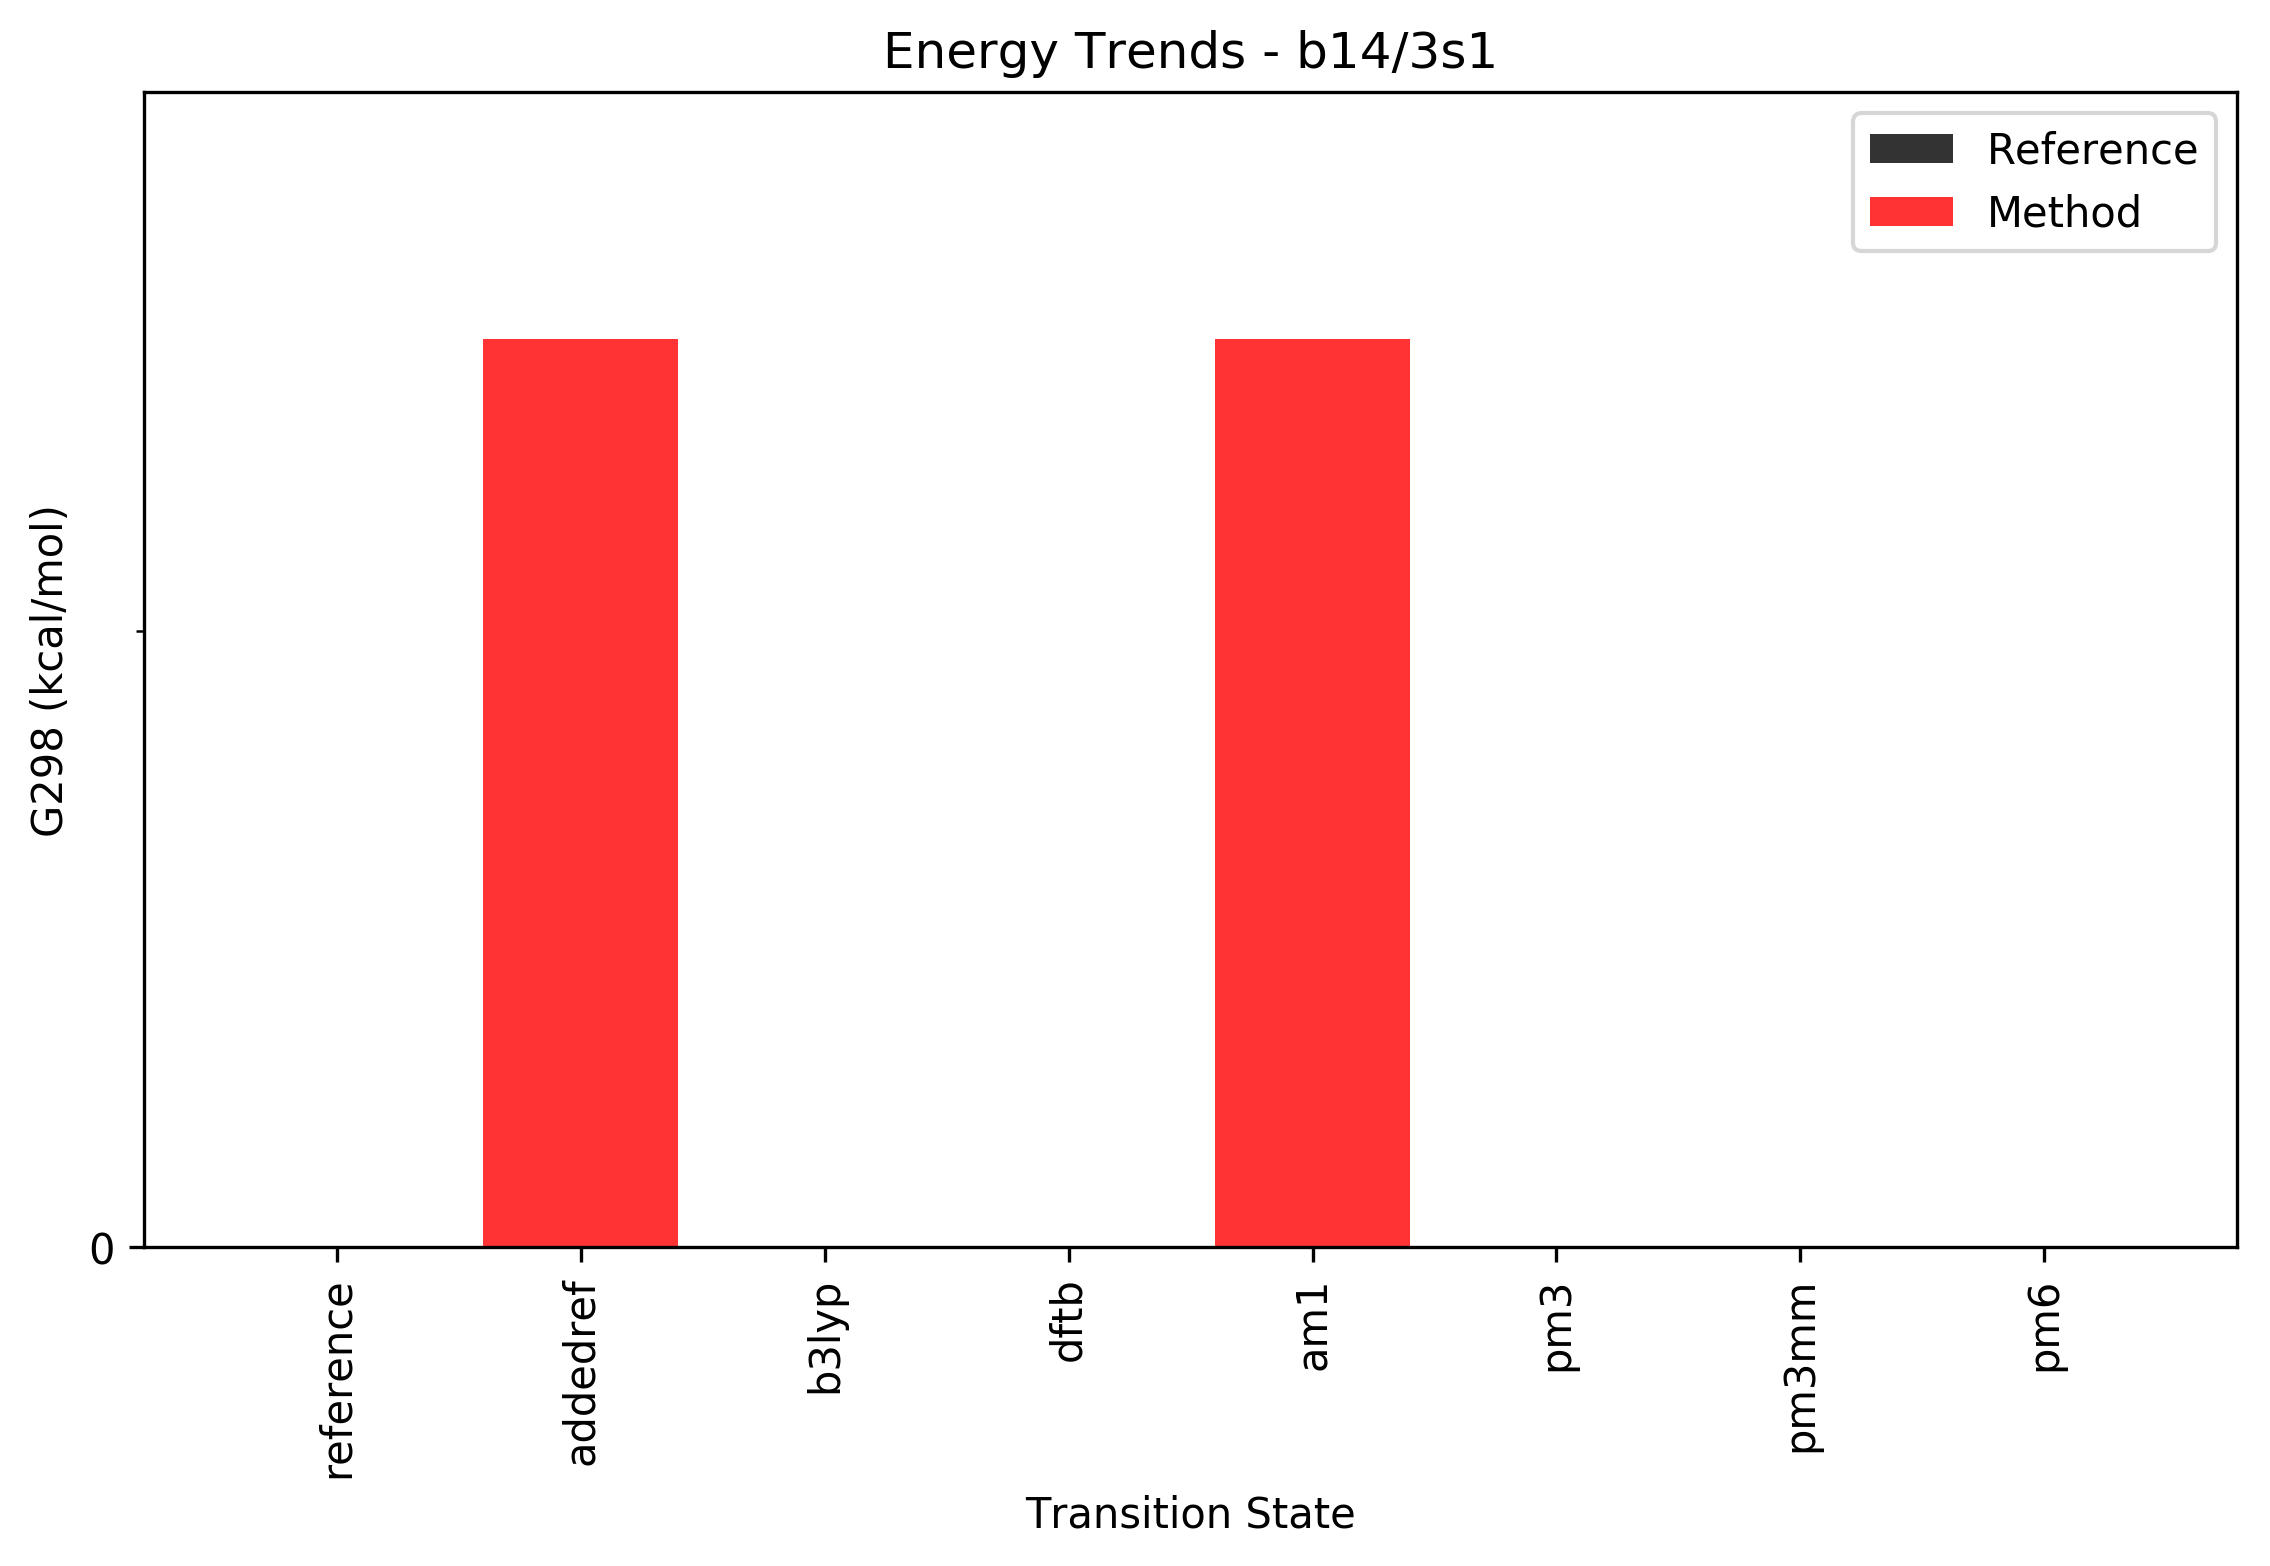 Energy Trends - b14/3s1
Reference
Method
G298 (kcal/mol)
0
reference
addedref
b3lyp
dftb
am1
pm3
pm3mm
pm6
Transition State